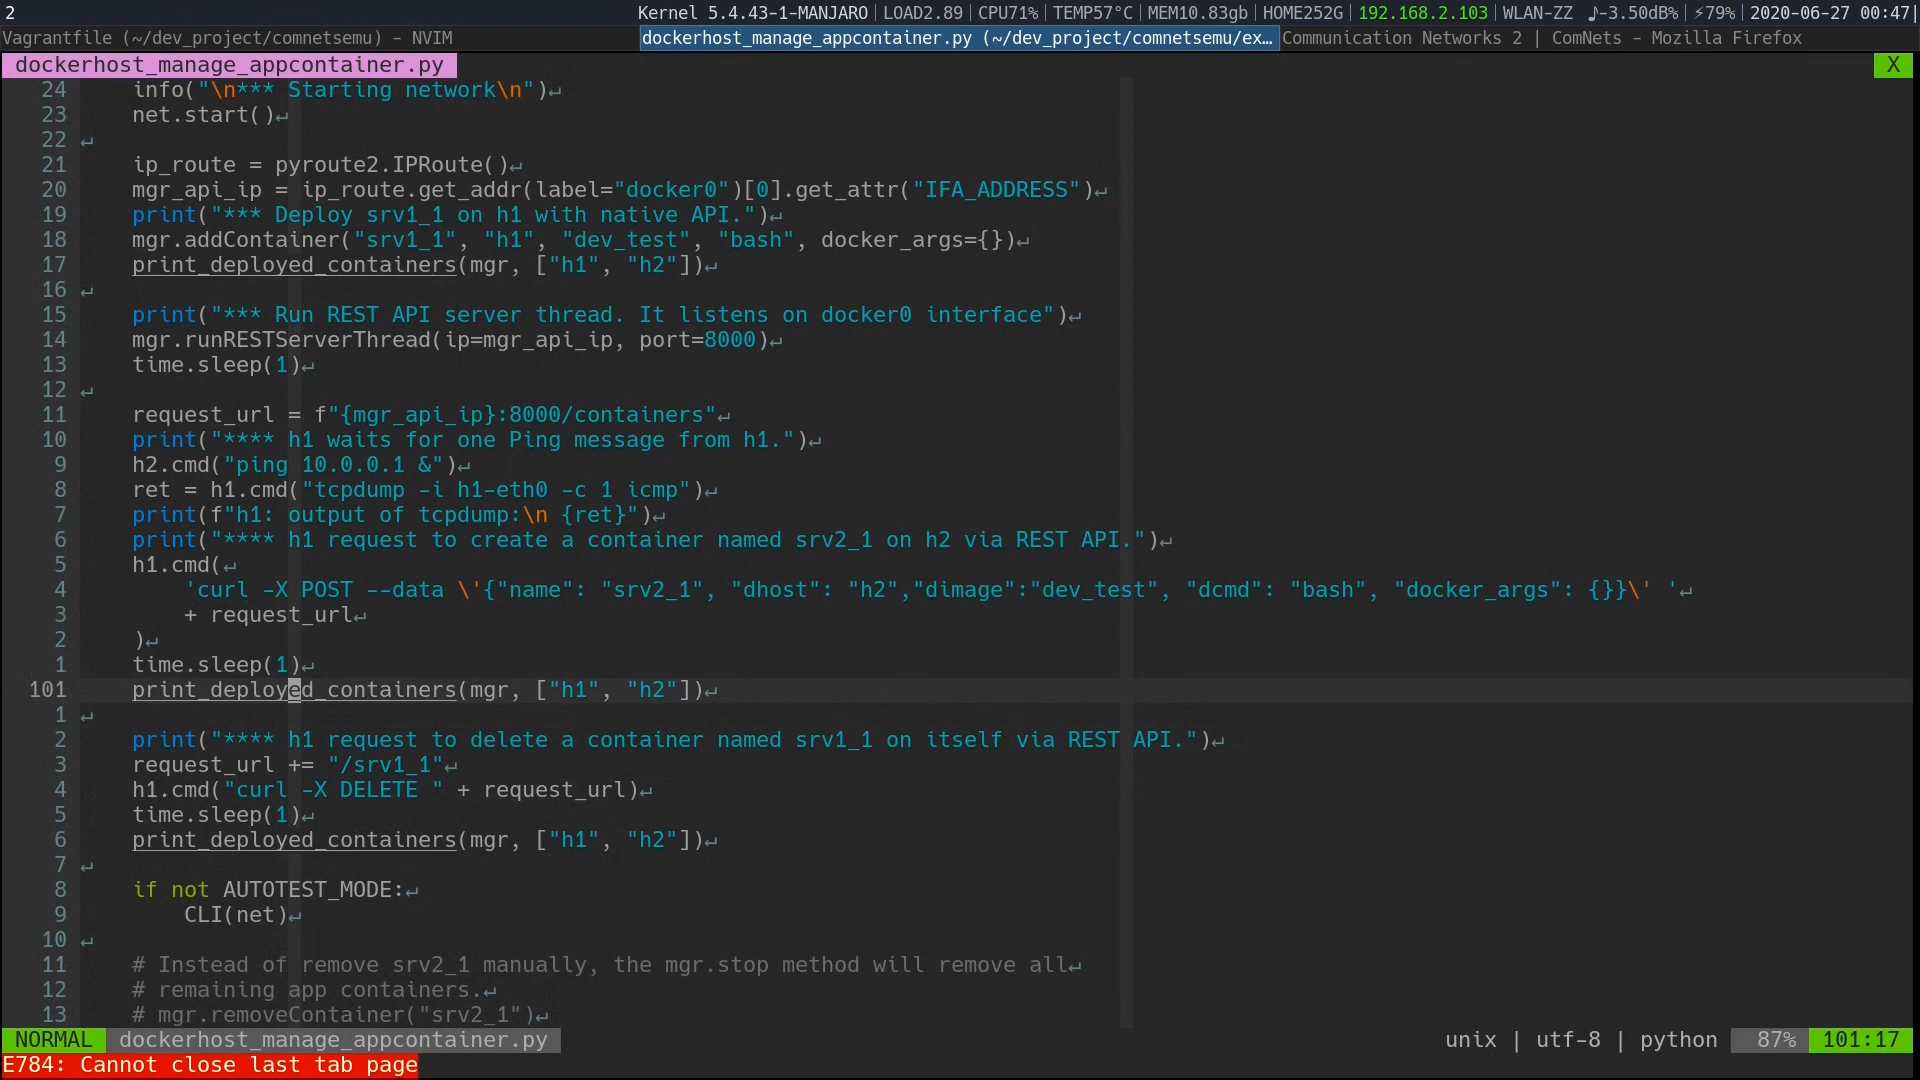 2 Kernel 5.4.43-1-MANJARO|LOAD2.89|CPU71%|TEMP57°C|MEM10.83gb|HOME252G|192.168.2.103|WLAN-ZZ ♪-3.50dB%|⚡79%|2020-06-27 00:47|
Vagrantfile (~/dev_project/comnetsemu) - NVIM dockerhost_manage_appcontainer.py (~/dev_project/comnetsemu/ex… Communication Networks 2 | ComNets - Mozilla Firefox
dockerhost_manage_appcontainer.py X
24     info("\n*** Starting network\n")↵
23     net.start()↵
22 ↵
21     ip_route = pyroute2.IPRoute()↵
20     mgr_api_ip = ip_route.get_addr(label="docker0")[0].get_attr("IFA_ADDRESS")↵
19     print("*** Deploy srv1_1 on h1 with native API.")↵
18     mgr.addContainer("srv1_1", "h1", "dev_test", "bash", docker_args={})↵
17     print_deployed_containers(mgr, ["h1", "h2"])↵
16 ↵
15     print("*** Run REST API server thread. It listens on docker0 interface")↵
14     mgr.runRESTServerThread(ip=mgr_api_ip, port=8000)↵
13     time.sleep(1)↵
12 ↵
11     request_url = f"{mgr_api_ip}:8000/containers"↵
10     print("**** h1 waits for one Ping message from h1.")↵
9     h2.cmd("ping 10.0.0.1 &")↵
8     ret = h1.cmd("tcpdump -i h1-eth0 -c 1 icmp")↵
7     print(f"h1: output of tcpdump:\n {ret}")↵
6     print("**** h1 request to create a container named srv2_1 on h2 via REST API.")↵
5     h1.cmd(↵
4         'curl -X POST --data \'{"name": "srv2_1", "dhost": "h2","dimage":"dev_test", "dcmd": "bash", "docker_args": {}}\' '↵
3         + request_url↵
2     )↵
1     time.sleep(1)↵
101     print_deployed_containers(mgr, ["h1", "h2"])↵
1 ↵
2     print("**** h1 request to delete a container named srv1_1 on itself via REST API.")↵
3     request_url += "/srv1_1"↵
4     h1.cmd("curl -X DELETE " + request_url)↵
5     time.sleep(1)↵
6     print_deployed_containers(mgr, ["h1", "h2"])↵
7 ↵
8     if not AUTOTEST_MODE:↵
9         CLI(net)↵
10 ↵
11     # Instead of remove srv2_1 manually, the mgr.stop method will remove all↵
12     # remaining app containers.↵
13     # mgr.removeContainer("srv2_1")↵
NORMAL dockerhost_manage_appcontainer.py unix | utf-8 | python 87% 101:17
E784: Cannot close last tab page